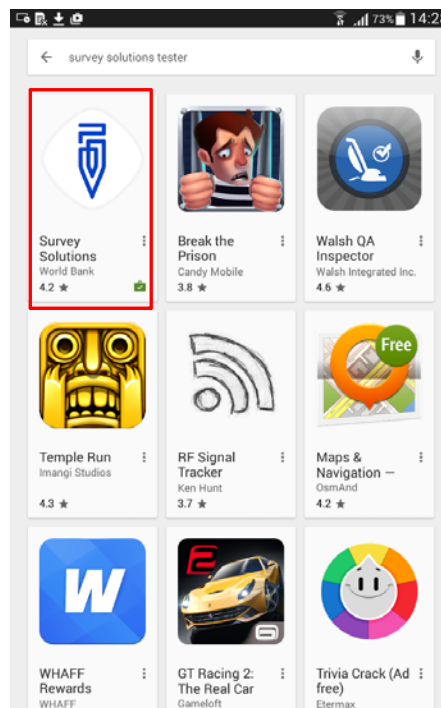 73% 14:23
survey solutions tester
Survey
Solutions
World Bank
4.2 ★
Break the
Prison
Candy Mobile
3.8 ★
Walsh QA
Inspector
Walsh Integrated Inc.
4.6 ★
Free
Temple Run
Imangi Studios
4.3 ★
RF Signal
Tracker
Ken Hunt
3.7 ★
Maps &
Navigation —
OsmAnd
4.2 ★
W
WHAFF
Rewards
WHAFF
2
GT Racing 2:
The Real Car
Gameloft
Trivia Crack (Ad
free)
Etermax